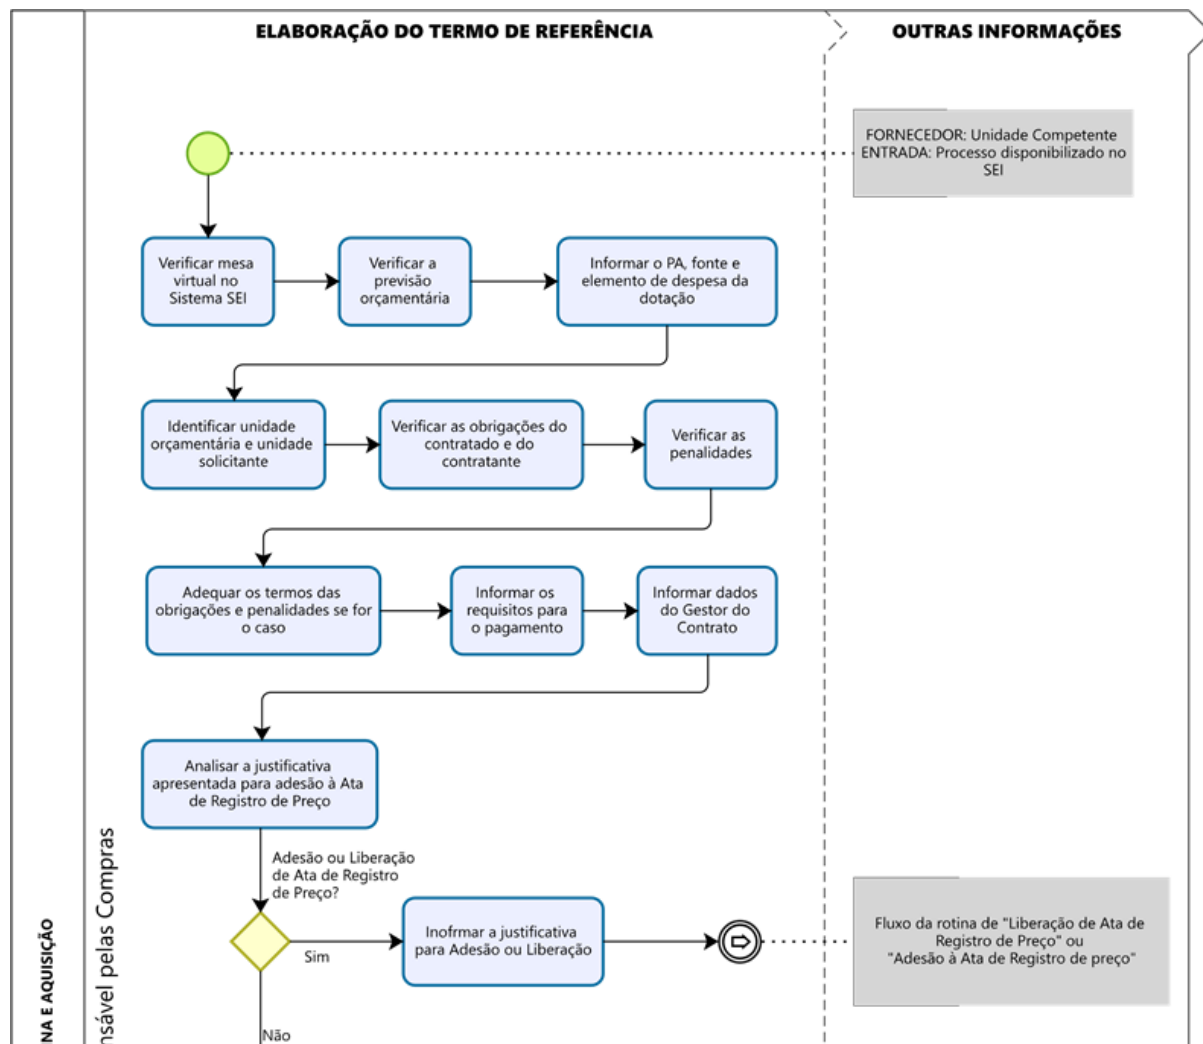 ELABORAÇÃO DO TERMO DE REFERÊNCIA
OUTRAS INFORMAÇÕES
FORNECEDOR: Unidade Competente
ENTRADA: Processo disponibilizado no
SEI
Verificar mesa
virtual no
Sistema SEI
Verificar a
previsão
orçamentária
Informar o PA, fonte e
elemento de despesa da
dotação
Identificar unidade
orçamentária e unidade
solicitante
Verificar as obrigações do
contratado e do
contratante
Verificar as
penalidades
Adequar os termos das
obrigações e penalidades se for
o caso
Informar os
requisitos para
o pagamento
Informar dados
do Gestor do
Contrato
Analisar a justificativa
apresentada para adesão à Ata
de Registro de Preço
Adesão ou Liberação
de Ata de Registro
de Preço?
Sim
Inofrmar a justificativa
para Adesão ou Liberação
Fluxo da rotina de "Liberação de Ata de
Registro de Preço" ou
"Adesão à Ata de Registro de preço"
Não
NA E AQUISIÇÃO
nsável pelas Compras